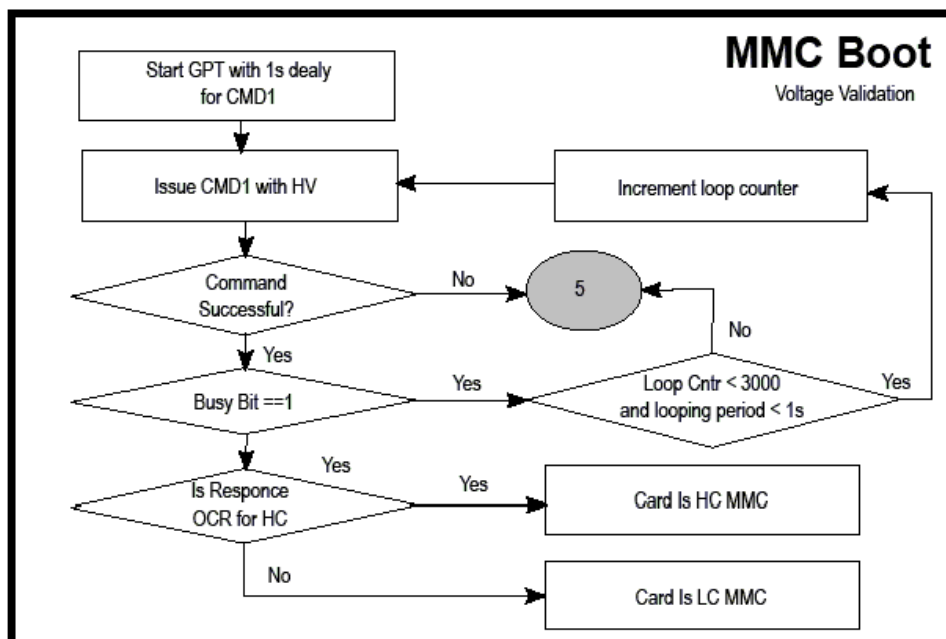 MMC Boot
Voltage Validation
Start GPT with 1s dealy
for CMD1
Issue CMD1 with HV
Increment loop counter
Command
Successful?
No
5
Yes
No
Busy Bit ==1
Yes
Loop Cntr < 3000
and looping period < 1s
Yes
Is Responce
OCR for HC
Yes
Yes
Card Is HC MMC
No
Card Is LC MMC